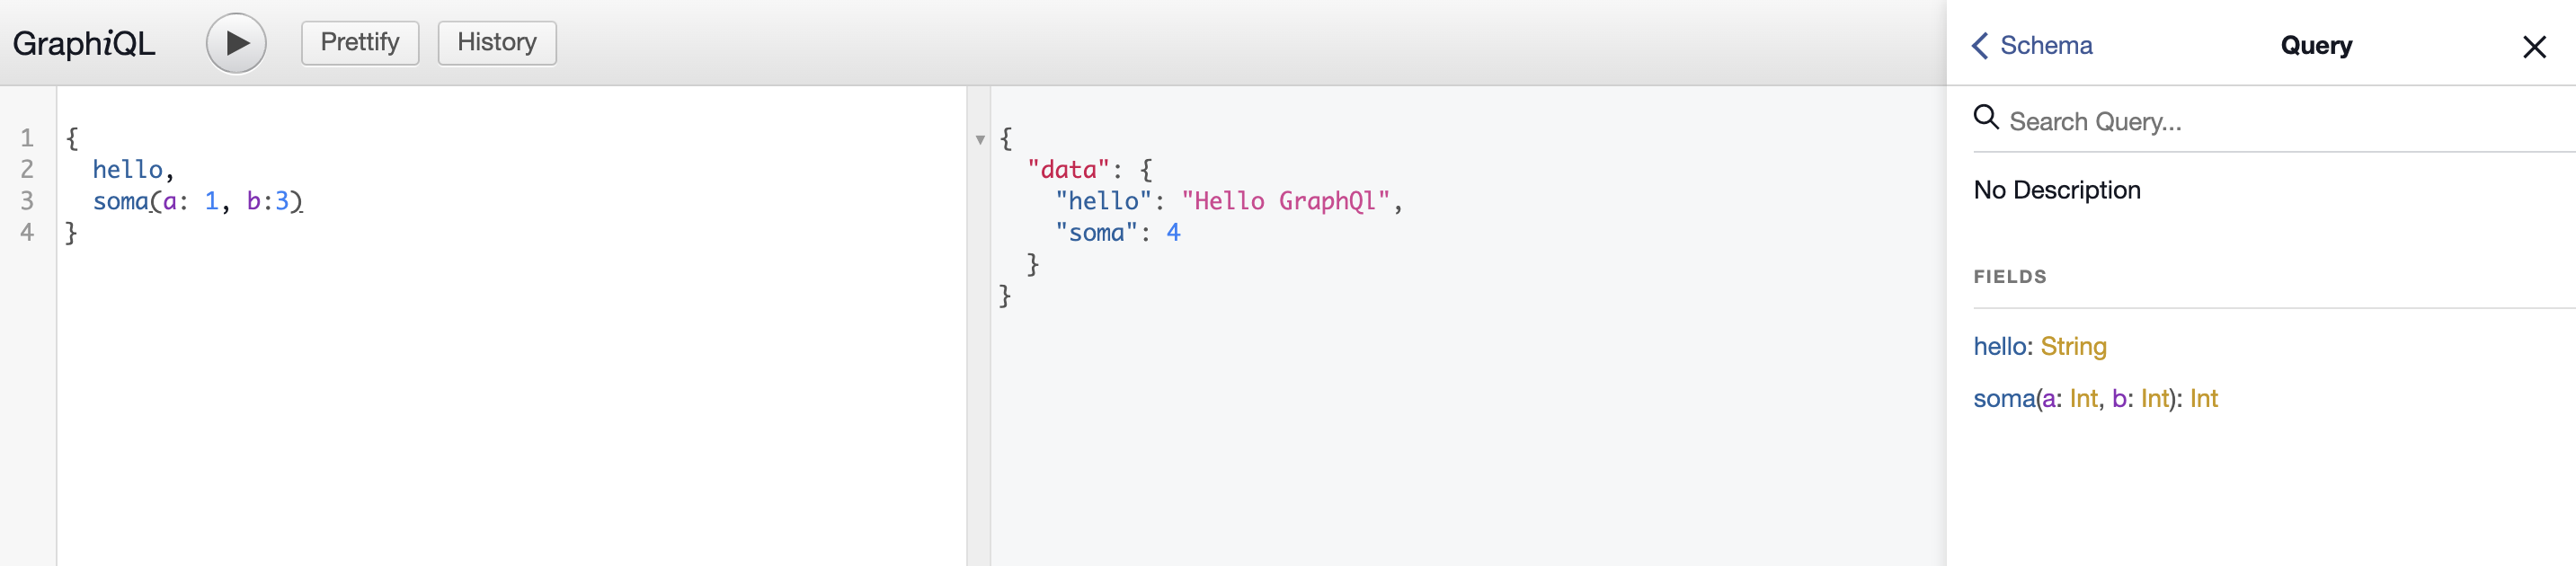 GraphiQL
Prettify
History
1 {
2 hello,
3 soma(a: 1, b:3)
4 }
{
"data": {
"hello": "Hello GraphQl",
"soma": 4
}
}
Schema
Query
Search Query...
No Description
FIELDS
hello: String
soma(a: Int, b: Int): Int